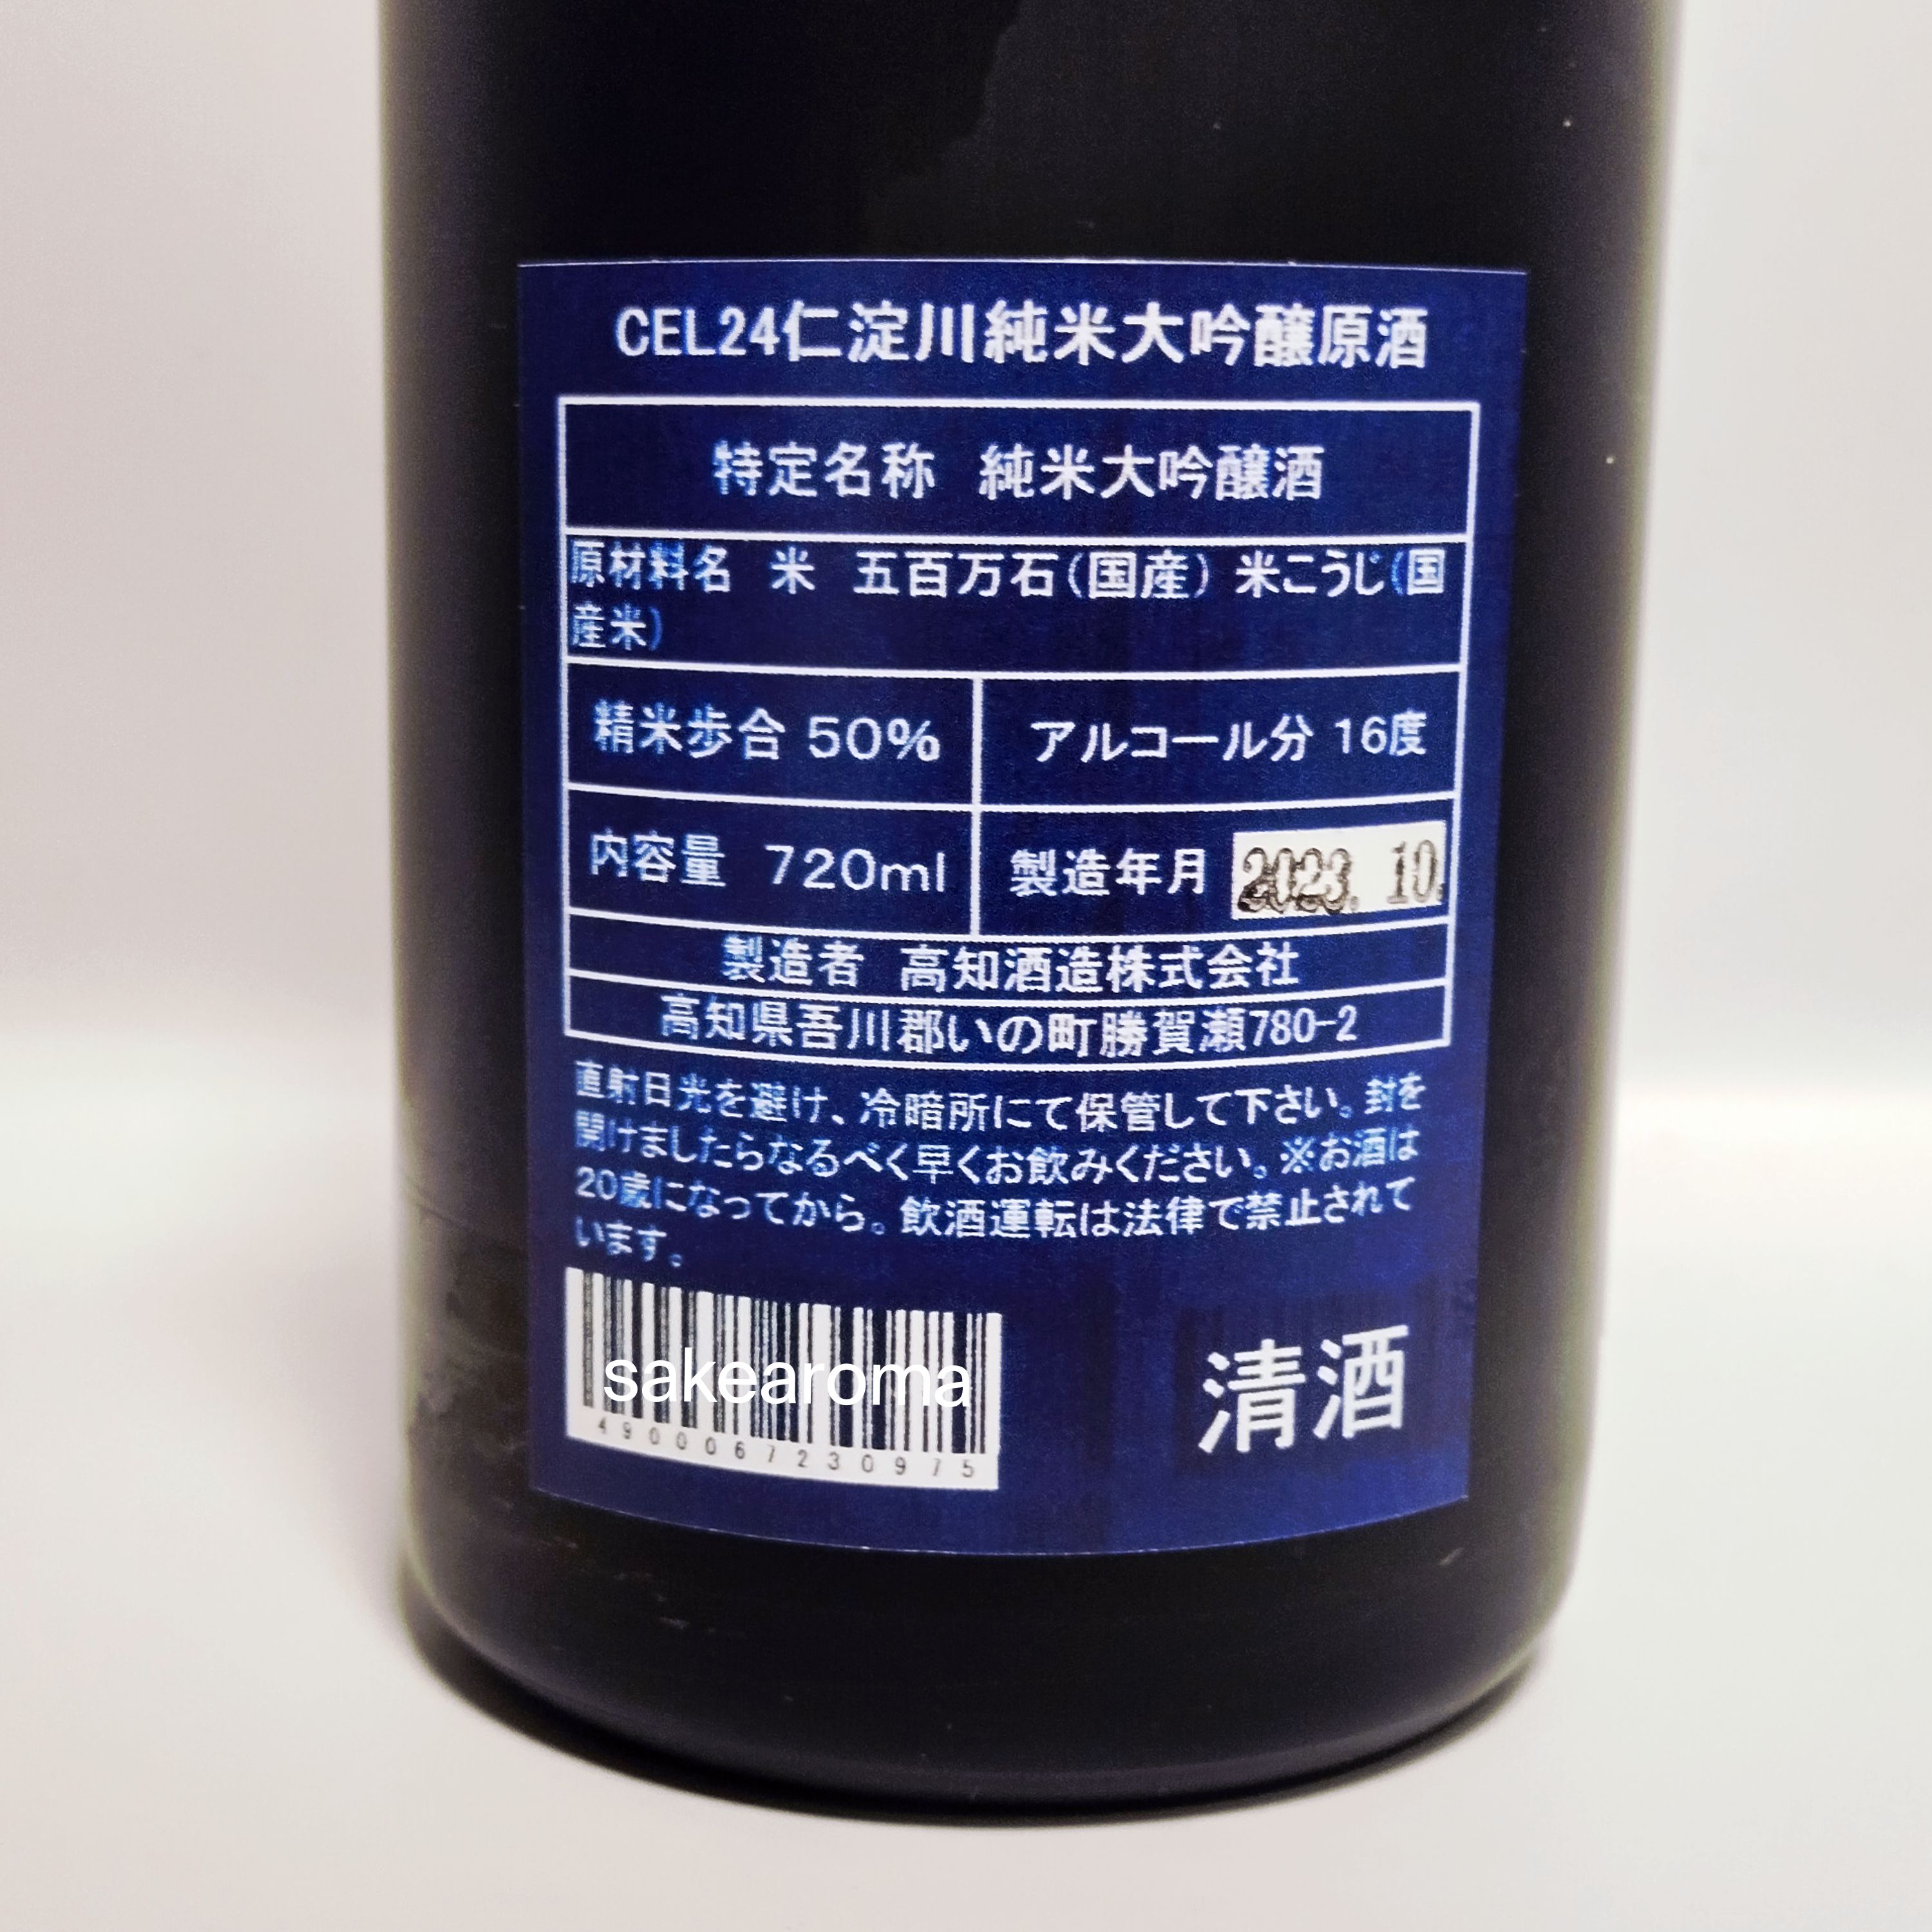 CEL24仁淀川純米大吟醸原酒
特定名称 純米大吟醸酒
原材料名 米 五百万石(国産) 米こうじ(国
産米)
精米歩合 50% アルコール分 16度
内容量 720ml 製造年月 2023. 10.
製造者 高知酒造株式会社
高知県吾川郡いの町勝賀瀬780-2
直射日光を避け、冷暗所にて保管して下さい。封を
開けましたらなるべく早くお飲みください。※お酒は
20歳になってから。飲酒運転は法律で禁止されて
います。
sakearoma
4900067230975
清酒